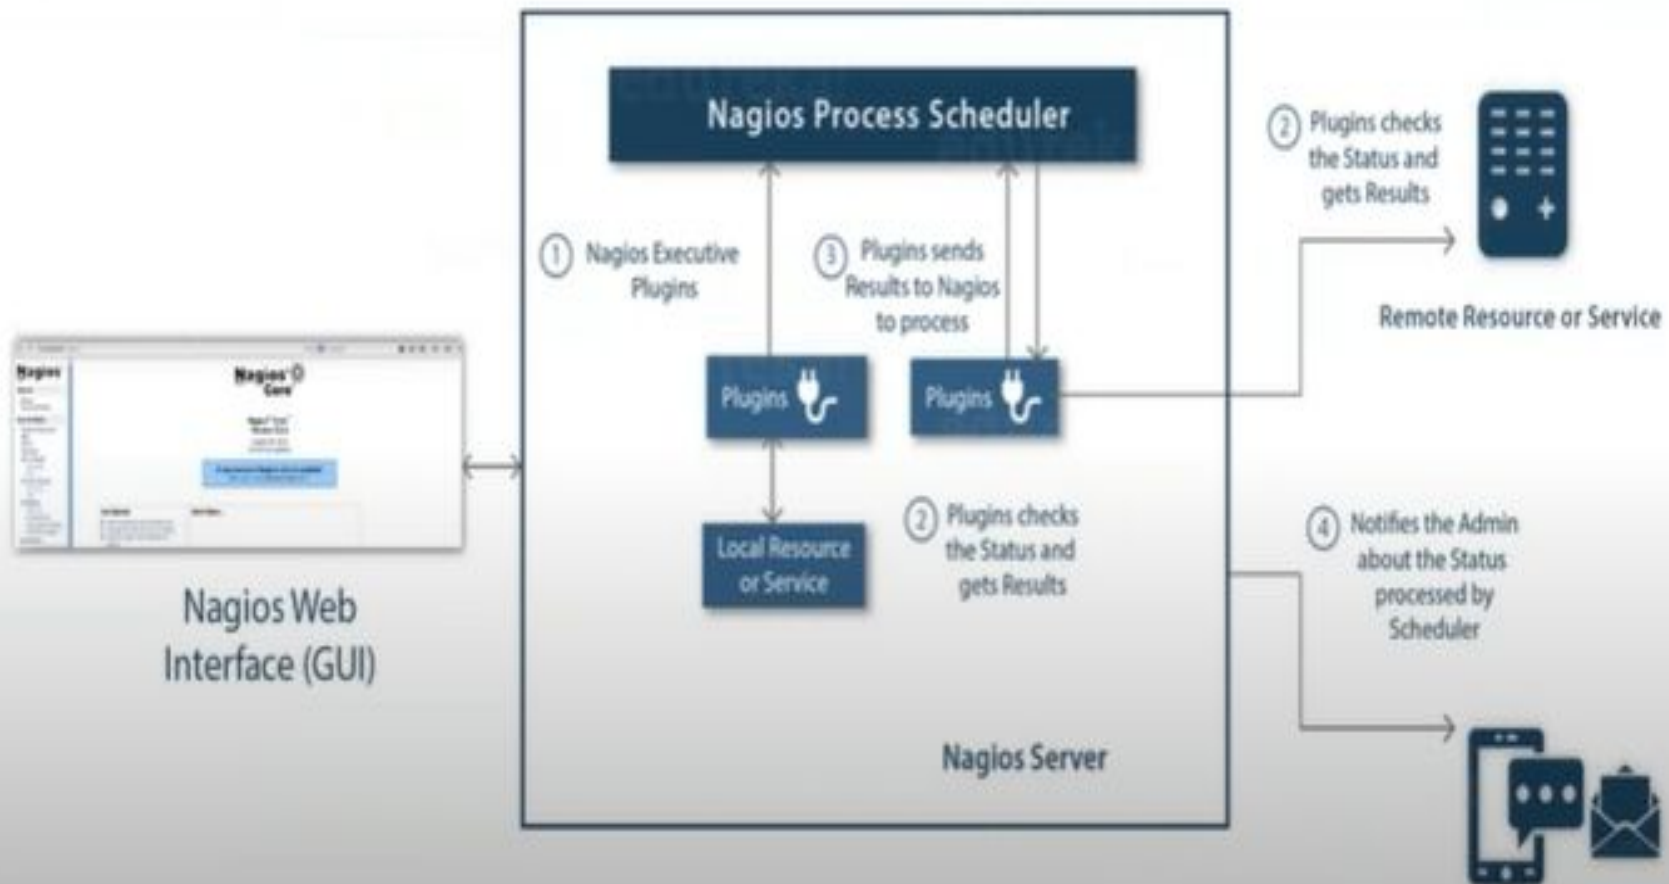 Nagios Process Scheduler
1 Nagios Executive
Plugins
3 Plugins sends
Results to Nagios
to process
2 Plugins checks
the Status and
gets Results
Remote Resource or Service
Nagios
Nagios
Core
Plugins
Plugins
Local Resource
or Service
2 Plugins checks
the Status and
gets Results
4 Notifies the Admin
about the Status
processed by
Scheduler
Nagios Web
Interface (GUI)
Nagios Server